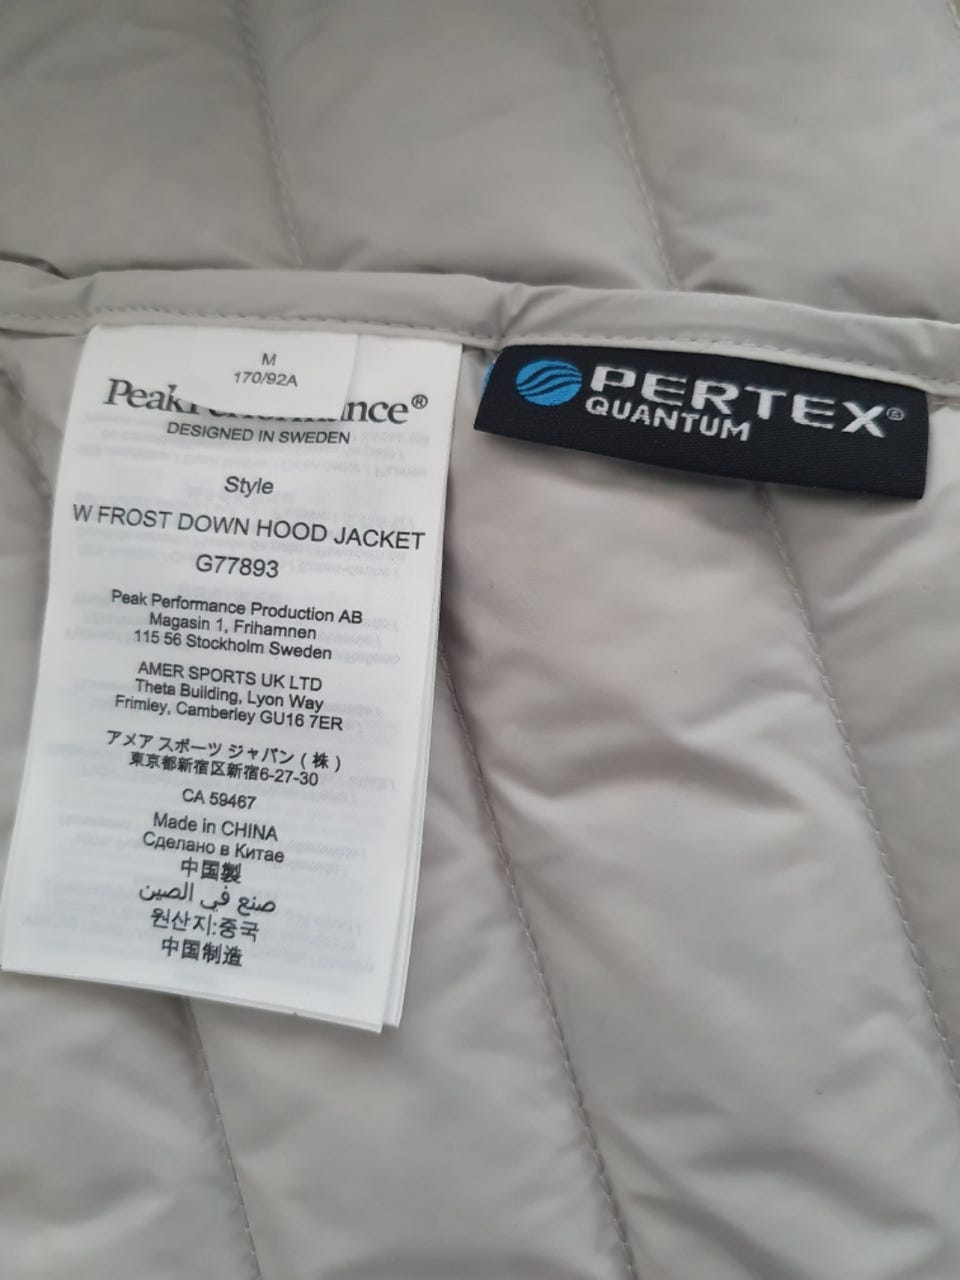 M
170/92A
Peak Performance®
DESIGNED IN SWEDEN
Style
W FROST DOWN HOOD JACKET
G77893
Peak Performance Production AB
Magasin 1, Frihamnen
115 56 Stockholm Sweden
AMER SPORTS UK LTD
Theta Building, Lyon Way
Frimley, Camberley GU16 7ER
アメア スポーツ ジャパン ( 株 )
東京都新宿区新宿6-27-30
CA 59467
Made in CHINA
Сделано в Китае
中国製
صنع في الصين
원산지:중국
中国制造
PERTEX®
QUANTUM